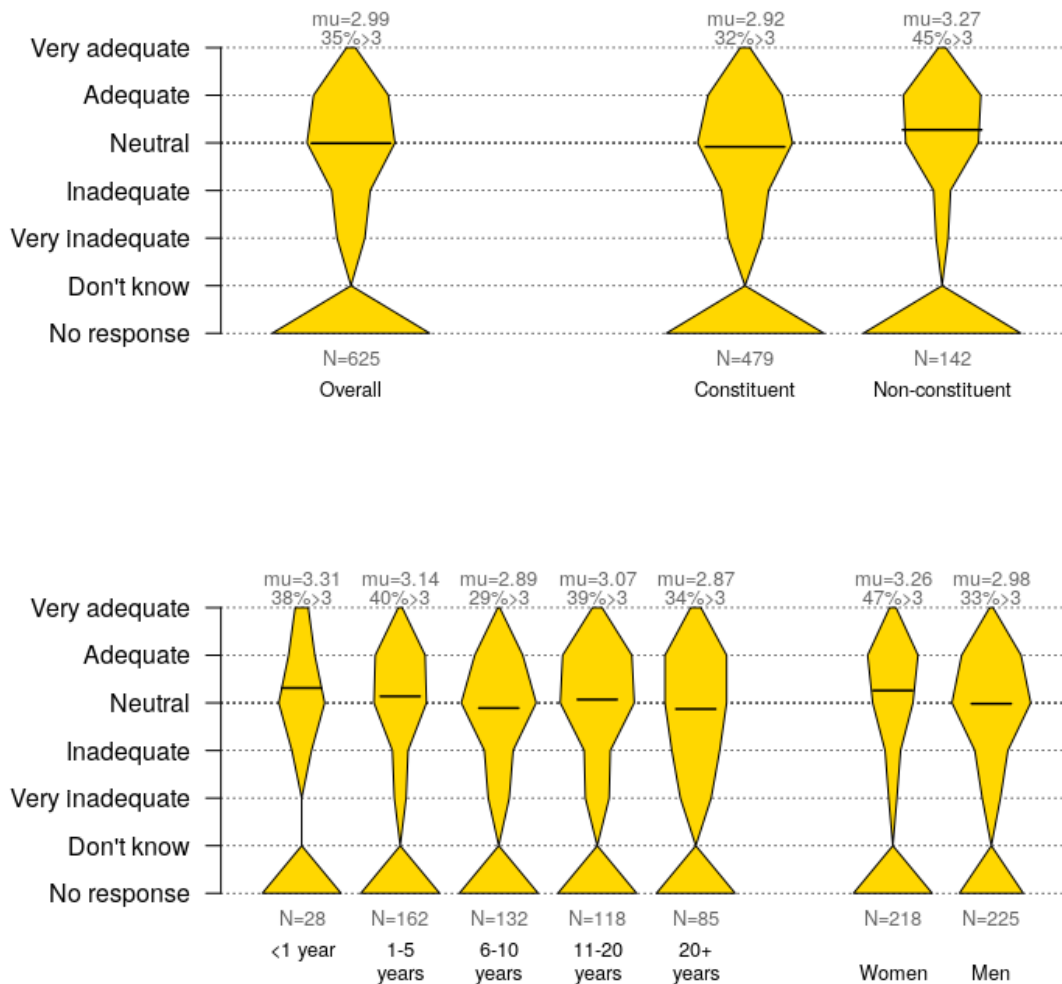 mu=2.99 mu=2.92 mu=3.27
35%>3 32%>3 45%>3
Very adequate
Adequate
Neutral
Inadequate
Very inadequate
Don't know
No response
N=625 N=479 N=142
Overall Constituent Non-constituent
mu=3.31 mu=3.14 mu=2.89 mu=3.07 mu=2.87 mu=3.26 mu=2.98
38%>3 40%>3 29%>3 39%>3 34%>3 47%>3 33%>3
Very adequate
Adequate
Neutral
Inadequate
Very inadequate
Don't know
No response
N=28 N=162 N=132 N=118 N=85 N=218 N=225
<1 year 1-5 6-10 11-20 20+
years years years years Women Men